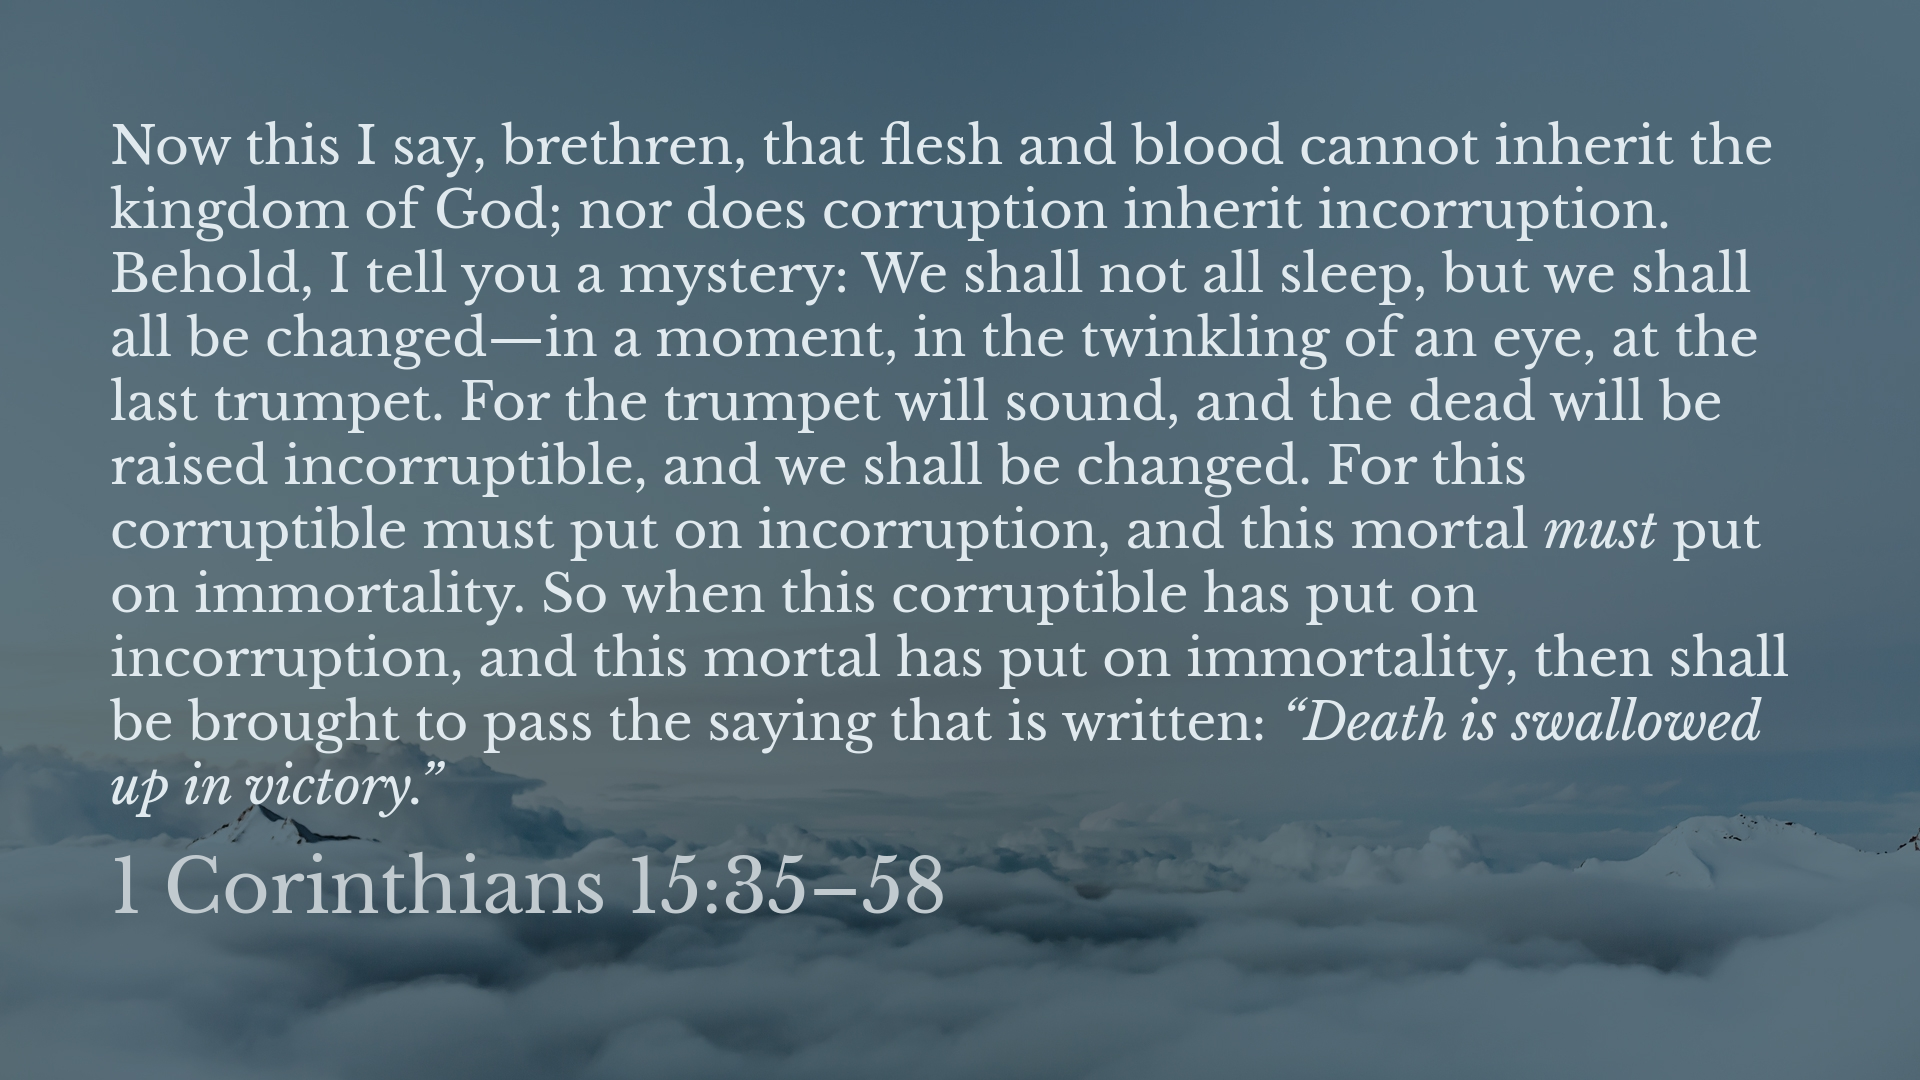 Now this I say, brethren, that flesh and blood cannot inherit the
kingdom of God; nor does corruption inherit incorruption.
Behold, I tell you a mystery: We shall not all sleep, but we shall
all be changed—in a moment, in the twinkling of an eye, at the
last trumpet. For the trumpet will sound, and the dead will be
raised incorruptible, and we shall be changed. For this
corruptible must put on incorruption, and this mortal must put
on immortality. So when this corruptible has put on
incorruption, and this mortal has put on immortality, then shall
be brought to pass the saying that is written: “Death is swallowed
up in victory.”
1 Corinthians 15:35–58